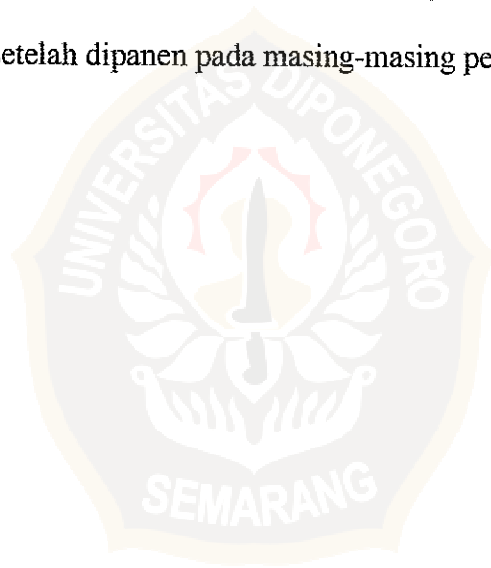 etelah dipanen pada masing-masing pe
UNIVERSITAS DIPONEGORO
SEMARANG